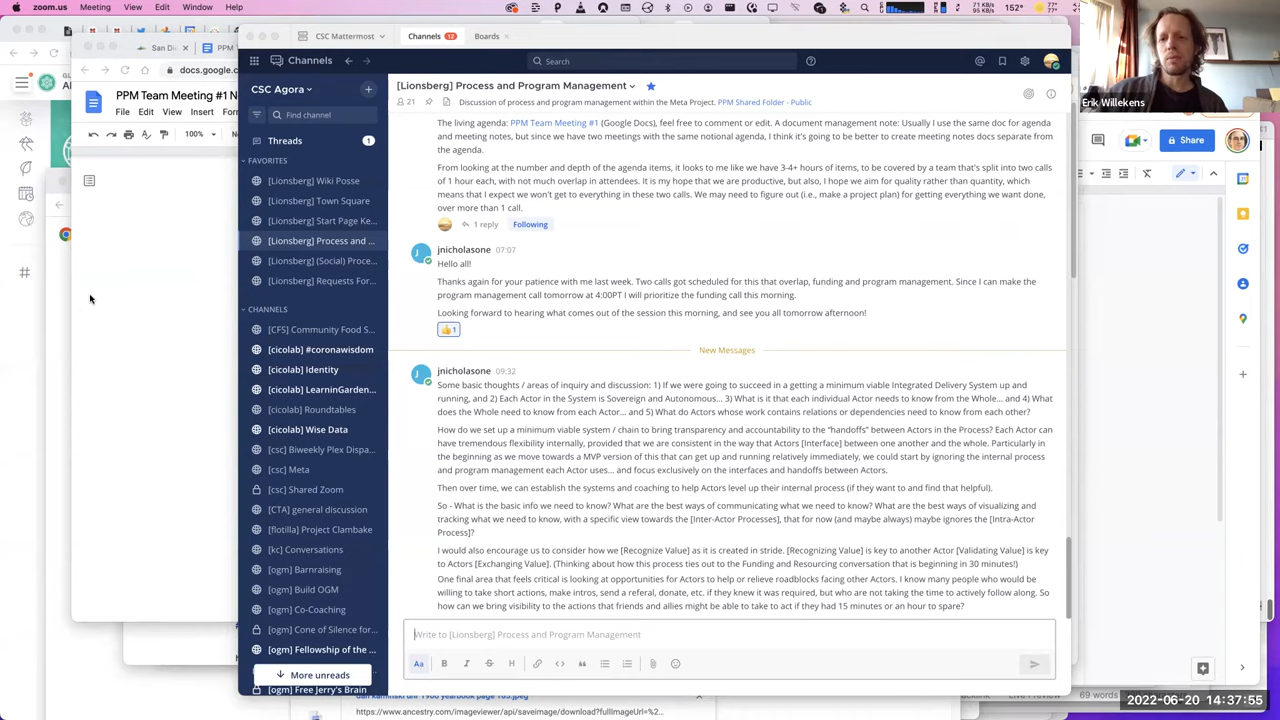 zoom.us Meeting View Edit Window Help
Erik Willekens
San Di
PPM T
docs.google.c
PPM Team Meeting #1 N
File Edit View Insert
100%
Share
CSC Mattermost
Channels 12
Boards
Channels
Search
CSC Agora
Find channel
Threads 1
FAVORITES
[Lionsberg] Wiki Posse
[Lionsberg] Town Square
[Lionsberg] Start Page Ke...
[Lionsberg] Process and ...
[Lionsberg] (Social) Proce...
[Lionsberg] Requests For...
CHANNELS
[CFS] Community Food S...
[cicolab] #coronawisdom
[cicolab] Identity
[cicolab] LearninGarden...
[cicolab] Roundtables
[cicolab] Wise Data
[csc] Biweekly Plex Dispa...
[csc] Meta
[csc] Shared Zoom
[CTA] general discussion
[flotilla] Project Clambake
[kc] Conversations
[ogm] Barnraising
[ogm] Build OGM
[ogm] Co-Coaching
[ogm] Cone of Silence for...
[ogm] Fellowship of the ...
More unreads
[ogm] Free Jerry's Brain
[Lionsberg] Process and Program Management
21
Discussion of process and program management within the Meta Project. PPM Shared Folder - Public
The living agenda: PPM Team Meeting #1 (Google Docs), feel free to comment or edit. A document management note: Usually I use the same doc for agenda
and meeting notes, but since we have two meetings with the same notional agenda, I think it's going to be better to create meeting notes docs separate from
the agenda.
From looking at the number and depth of the agenda items, it looks to me like we have 3-4+ hours of items, to be covered by a team that's split into two calls
of 1 hour each, with not much overlap in attendees. It is my hope that we are productive, but also, I hope we aim for quality rather than quantity, which
means that I expect we won't get to everything in these two calls. We may need to figure out (i.e., make a project plan) for getting everything we want done,
over more than 1 call.
1 reply Following
jnicholasone 07:07
Hello all!
Thanks again for your patience with me last week. Two calls got scheduled for this that overlap, funding and program management. Since I can make the
program management call tomorrow at 4:00PT I will prioritize the funding call this morning.
Looking forward to hearing what comes out of the session this morning, and see you all tomorrow afternoon!
1
New Messages
jnicholasone 09:32
Some basic thoughts / areas of inquiry and discussion: 1) If we were going to succeed in a getting a minimum viable Integrated Delivery System up and
running, and 2) Each Actor in the System is Sovereign and Autonomous... 3) What is it that each individual Actor needs to know from the Whole... and 4) What
does the Whole need to know from each Actor... and 5) What do Actors whose work contains relations or dependencies need to know from each other?
How do we set up a minimum viable system / chain to bring transparency and accountability to the “handoffs” between Actors in the Process? Each Actor can
have tremendous flexibility internally, provided that we are consistent in the way that Actors [Interface] between one another and the whole. Particularly in
the beginning as we move towards a MVP version of this that can get up and running relatively immediately, we could start by ignoring the internal process
and program management each Actor uses... and focus exclusively on the interfaces and handoffs between Actors.
Then over time, we can establish the systems and coaching to help Actors level up their internal process (if they want to and find that helpful).
So - What is the basic info we need to know? What are the best ways of communicating what we need to know? What are the best ways of visualizing and
tracking what we need to know, with a specific view towards the [Inter-Actor Processes], that for now (and maybe always) maybe ignores the [Intra-Actor
Process]?
I would also encourage us to consider how we [Recognize Value] as it is created in stride. [Recognizing Value] is key to another Actor [Validating Value] is key
to Actors [Exchanging Value]. (Thinking about how this process ties out to the Funding and Resourcing conversation that is beginning in 30 minutes!)
One final area that feels critical is looking at opportunities for Actors to help or relieve roadblocks facing other Actors. I know many people who would be
willing to take short actions, make intros, send a referal, donate, etc. if they knew it was required, but who are not taking the time to actively follow along. So
how can we bring visibility to the actions that friends and allies might be able to take to act if they had 15 minutes or an hour to spare?
Write to [Lionsberg] Process and Program Management
Aa B I S H
https://www.ancestry.com/imageviewer/api/saveimage/download?fullImageUrl=%2...
69 words
2022-06-20 14:37:55